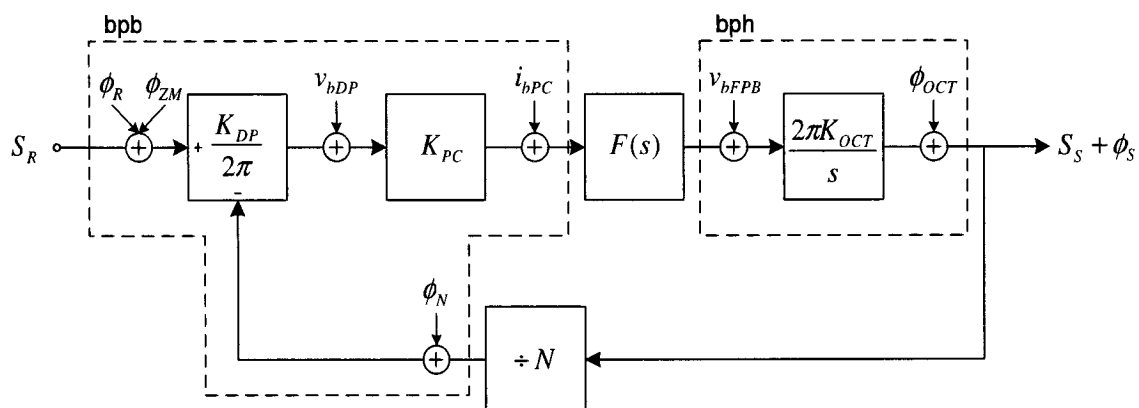 bpb
bph
ϕ_R
ϕ_ZM
v_bDP
i_bPC
v_bFPB
ϕ_OCT
S_R
+
K_DP
2π
-
+
+
K_PC
+
F(s)
+
2πK_OCT
s
+
S_S + ϕ_S
ϕ_N
+
÷ N